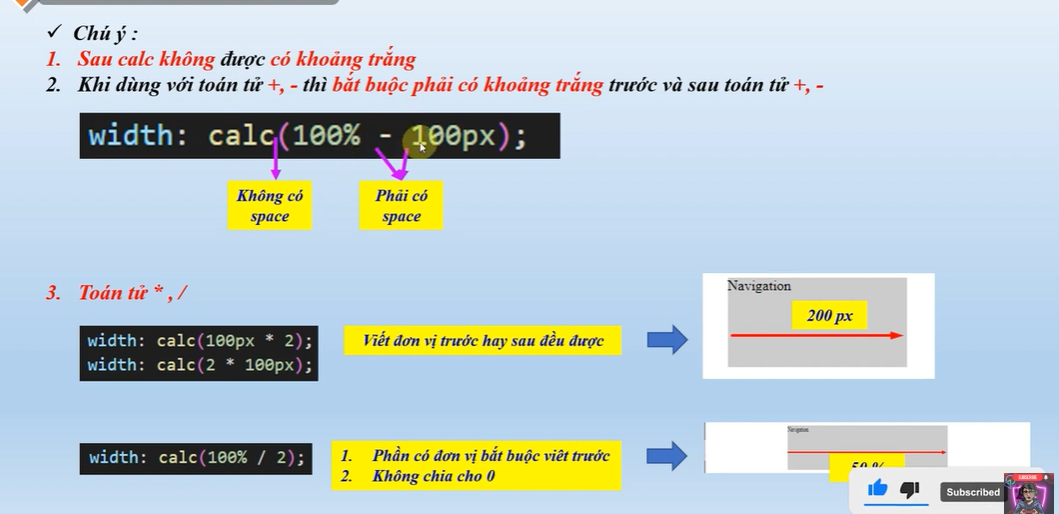 ✓ Chú ý :
1. Sau calc không được có khoảng trắng
2. Khi dùng với toán tử +, - thì bắt buộc phải có khoảng trắng trước và sau toán tử +, -
width: calc(100% - 100px);
Không có
space
Phải có
space
3. Toán tử * , /
Navigation
200 px
width: calc(100px * 2);
width: calc(2 * 100px);
Viết đơn vị trước hay sau đều được
Navigation
width: calc(100% / 2);
1. Phần có đơn vị bắt buộc viêt trước
2. Không chia cho 0
50 %
Subscribed
SUBSCRIBE